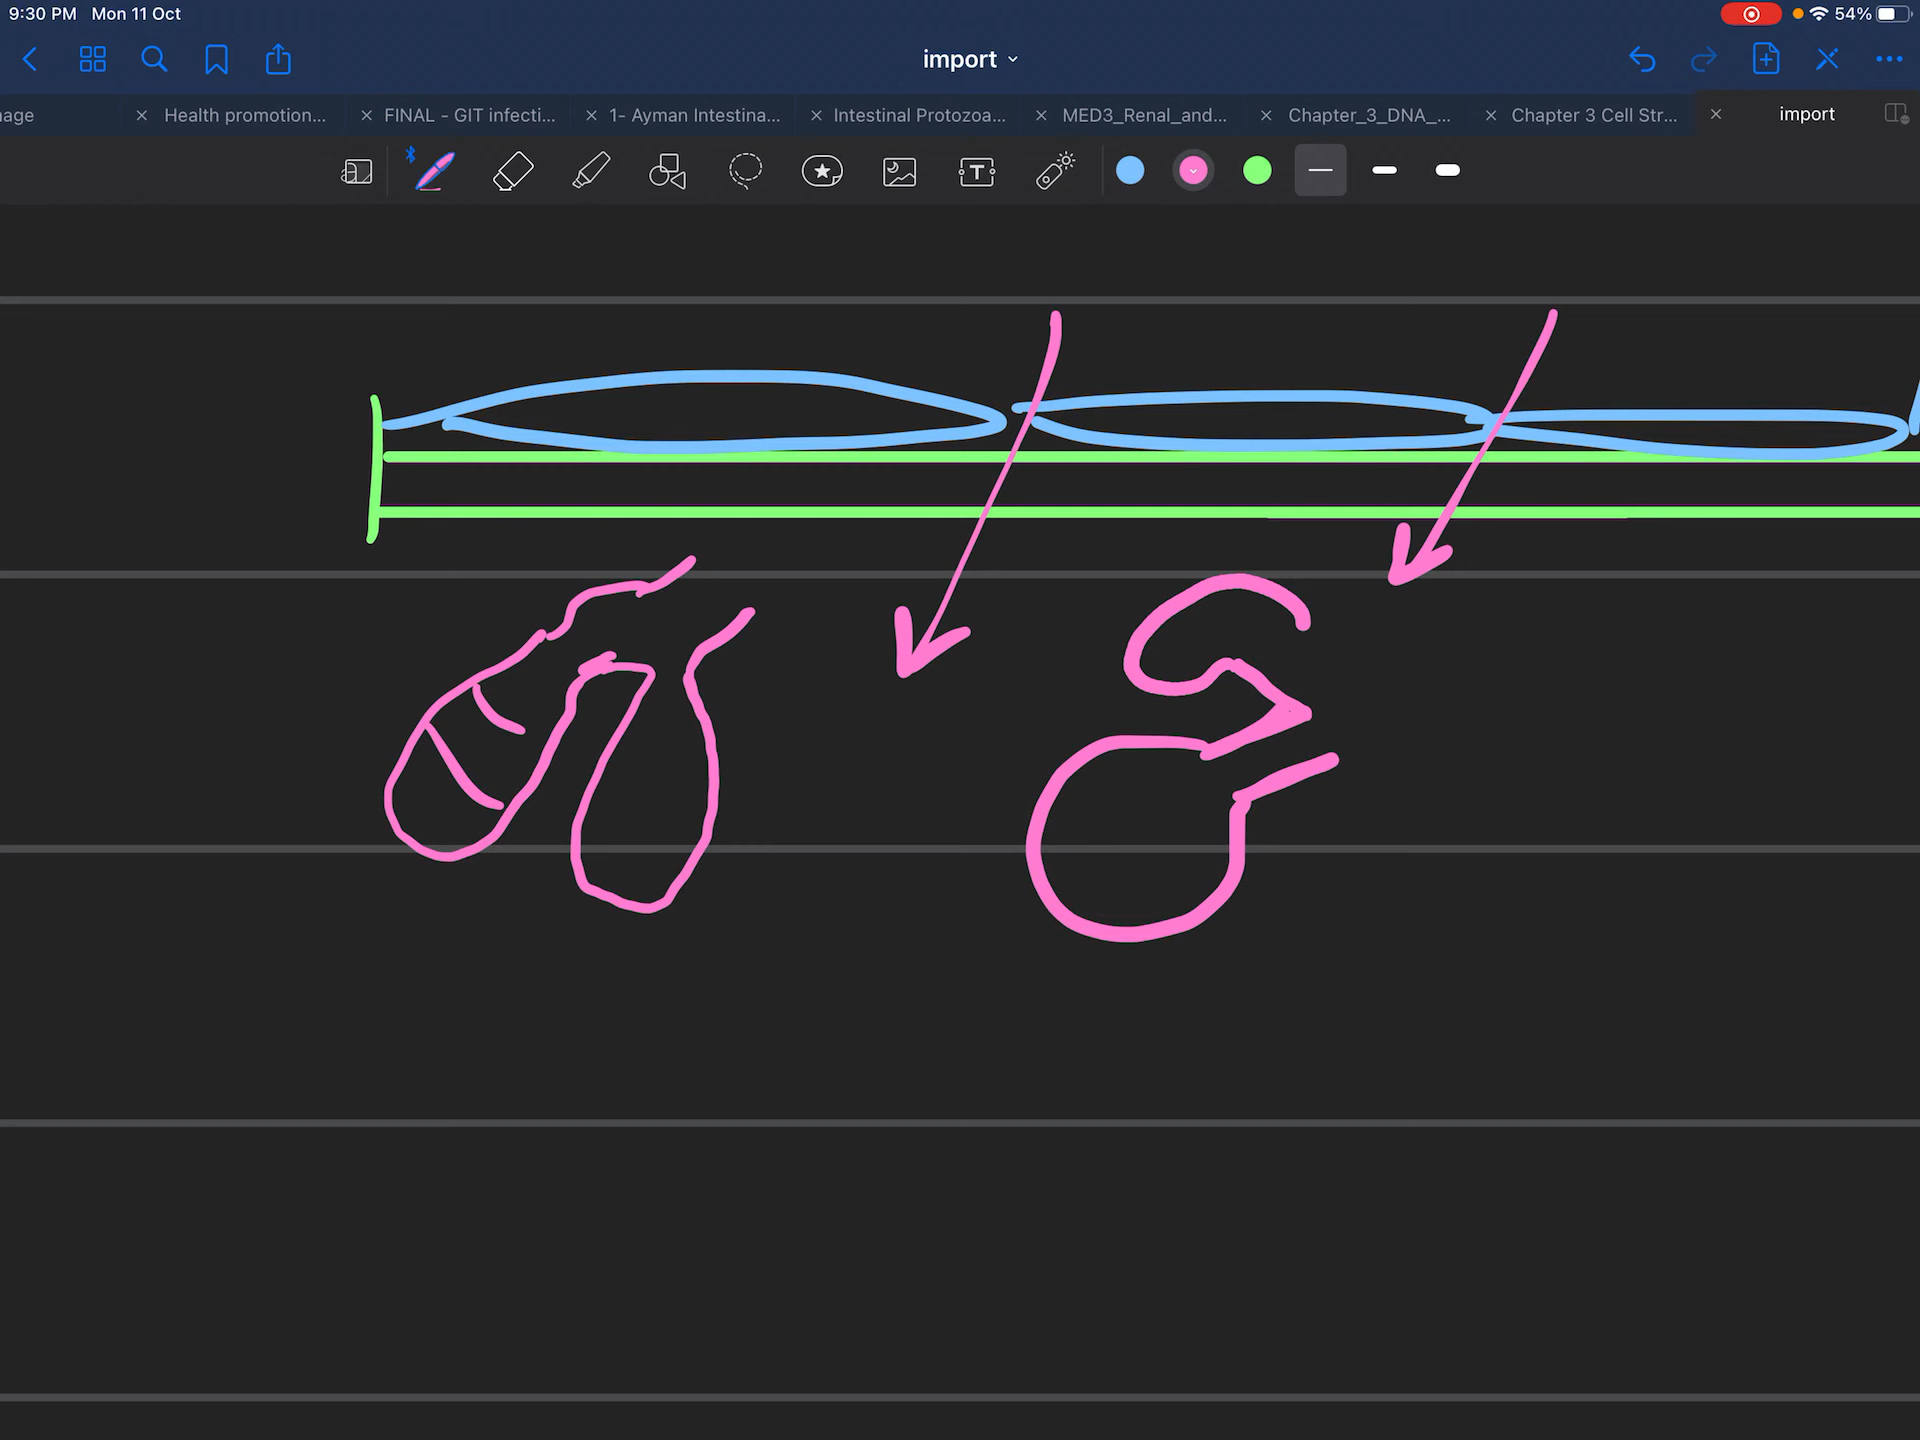 9:30 PM Mon 11 Oct 54%
import
nage Health promotion... FINAL - GIT infecti... 1- Ayman Intestina... Intestinal Protozoa... MED3_Renal_and... Chapter_3_DNA_... Chapter 3 Cell Str... import
T